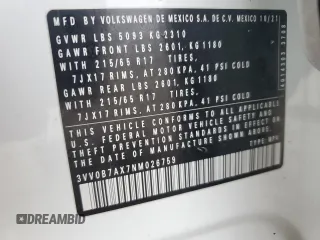 MFD BY VOLKSWAGEN DE MEXICO S.A. DE C.V. MEXICO 10/21
GVWR LBS 5093 KG 2310
GAWR FRONT LBS 2601, KG 1180
WITH 215/65 R17 TIRES,
7JX17 RIMS, AT 280 KPA, 41 PSI COLD
GAWR REAR LBS 2601, KG 1180
WITH 215/65 R17 TIRES,
7JX17 RIMS, AT 280 KPA, 41 PSI COLD
THIS VEHICLE CONFORMS TO ALL APPLICABLE
U.S. FEDERAL MOTOR VEHICLE SAFETY
STANDARDS IN EFFECT ON THE DATE OF
MANUFACTURE SHOWN ABOVE.
3VV0B7AX7NM026759 TYPE: MPV
DREAMBID